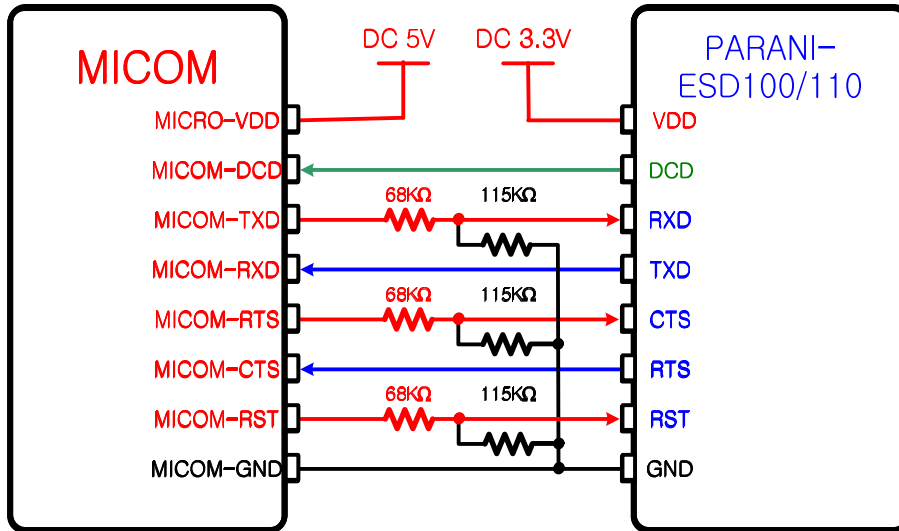 DC 5V
DC 3.3V
MICOM
PARANI-
ESD100/110
MICRO-VDD
VDD
MICOM-DCD
DCD
68KΩ
115KΩ
MICOM-TXD
RXD
MICOM-RXD
TXD
68KΩ
115KΩ
MICOM-RTS
CTS
MICOM-CTS
RTS
68KΩ
115KΩ
MICOM-RST
RST
MICOM-GND
GND